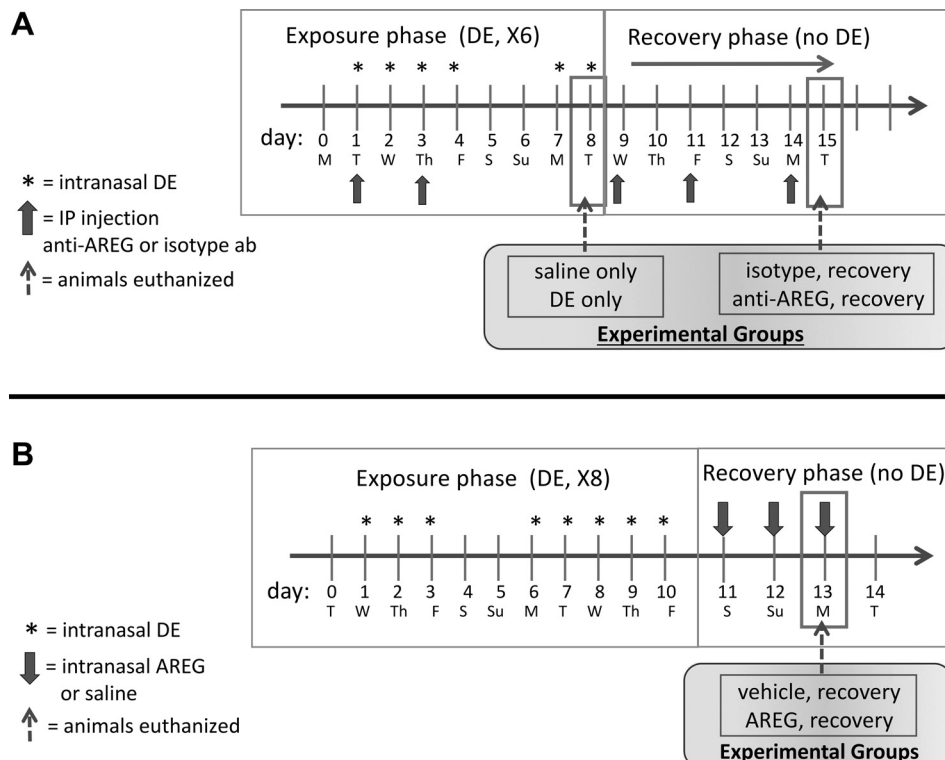 A
Exposure phase (DE, X6)
Recovery phase (no DE)
* * * * * *
day: 0 1 2 3 4 5 6 7 8 9 10 11 12 13 14 15
M T W Th F S Su M T W Th F S Su M T
* = intranasal DE
= IP injection
anti-AREG or isotype ab
= animals euthanized
saline only
DE only
isotype, recovery
anti-AREG, recovery
Experimental Groups
B
Exposure phase (DE, X8)
Recovery phase (no DE)
* * * * * * * *
day: 0 1 2 3 4 5 6 7 8 9 10 11 12 13 14
T W Th F S Su M T W Th F S Su M T
* = intranasal DE
= intranasal AREG
or saline
= animals euthanized
vehicle, recovery
AREG, recovery
Experimental Groups